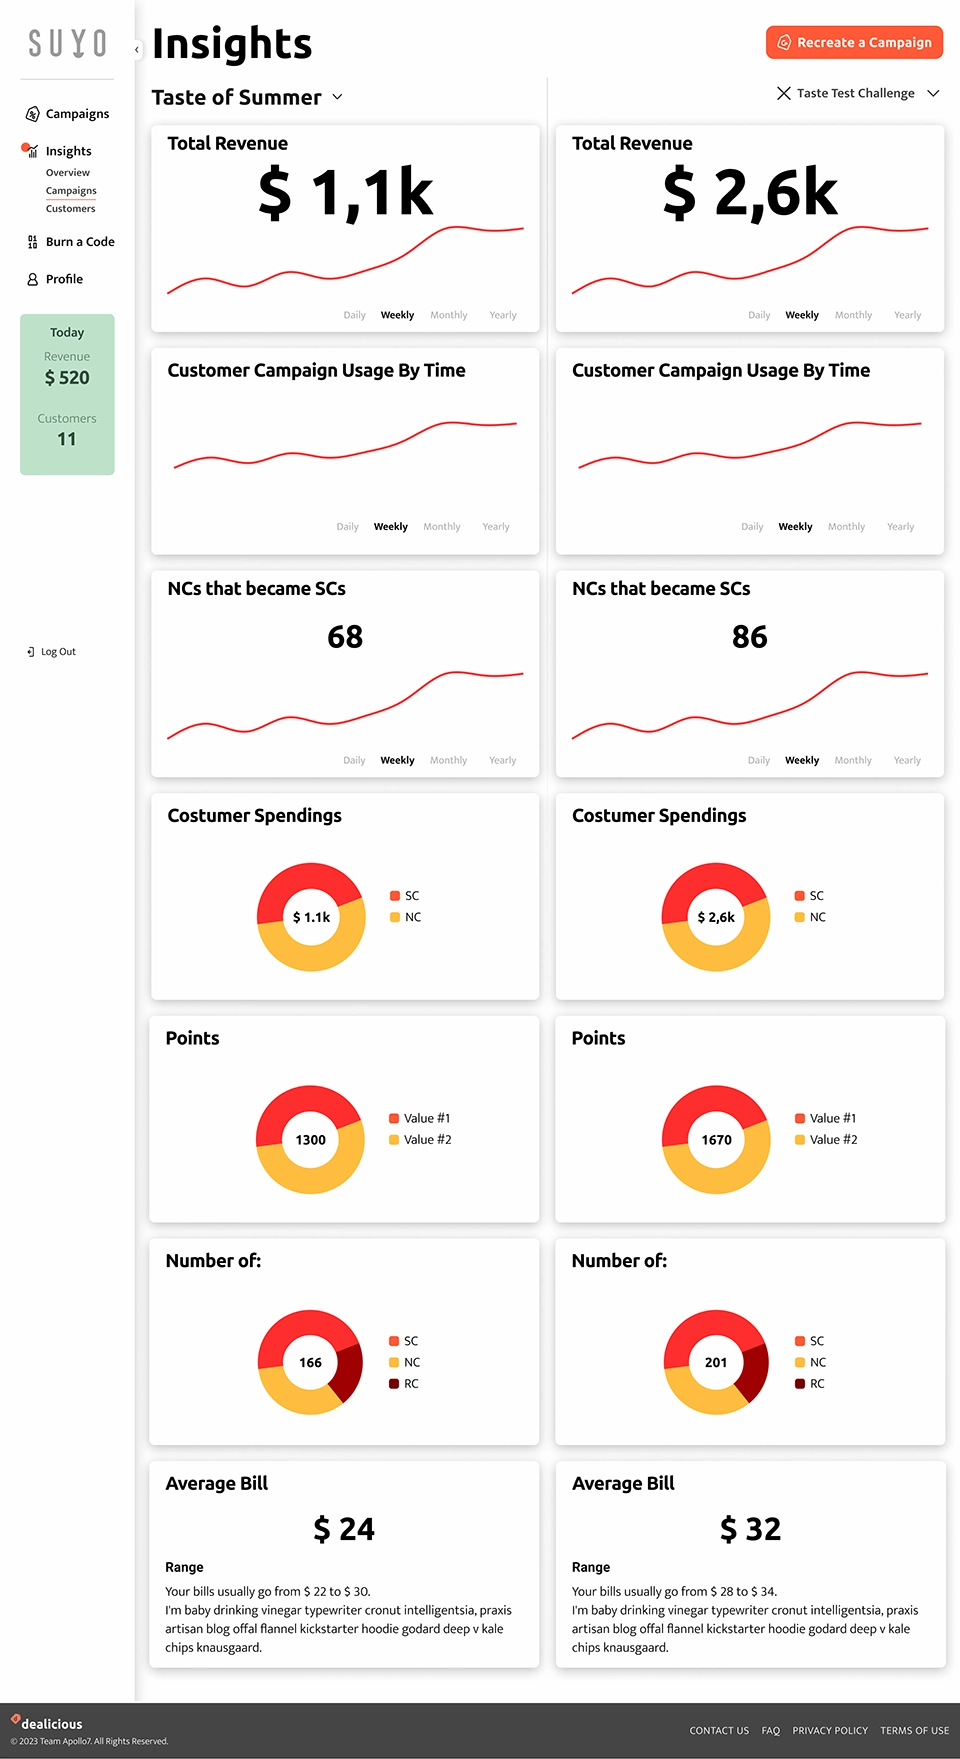 SUYO
Campaigns
Insights
Overview
Campaigns
Customers
Burn a Code
Profile
Today
Revenue
$ 520
Customers
11
Log Out
Insights
Recreate a Campaign
Taste of Summer
Taste Test Challenge
Total Revenue
$ 1,1k
Daily Weekly Monthly Yearly
Total Revenue
$ 2,6k
Daily Weekly Monthly Yearly
Customer Campaign Usage By Time
Daily Weekly Monthly Yearly
Customer Campaign Usage By Time
Daily Weekly Monthly Yearly
NCs that became SCs
68
Daily Weekly Monthly Yearly
NCs that became SCs
86
Daily Weekly Monthly Yearly
Costumer Spendings
$ 1.1k
SC
NC
Costumer Spendings
$ 2,6k
SC
NC
Points
1300
Value #1
Value #2
Points
1670
Value #1
Value #2
Number of:
166
SC
NC
RC
Number of:
201
SC
NC
RC
Average Bill
$ 24
Range
Your bills usually go from $ 22 to $ 30.
I'm baby drinking vinegar typewriter cronut intelligentsia, praxis
artisan blog offal flannel kickstarter hoodie godard deep v kale
chips knausgaard.
Average Bill
$ 32
Range
Your bills usually go from $ 28 to $ 34.
I'm baby drinking vinegar typewriter cronut intelligentsia, praxis
artisan blog offal flannel kickstarter hoodie godard deep v kale
chips knausgaard.
dealicious
© 2023 Team Apollo7. All Rights Reserved.
CONTACT US FAQ PRIVACY POLICY TERMS OF USE